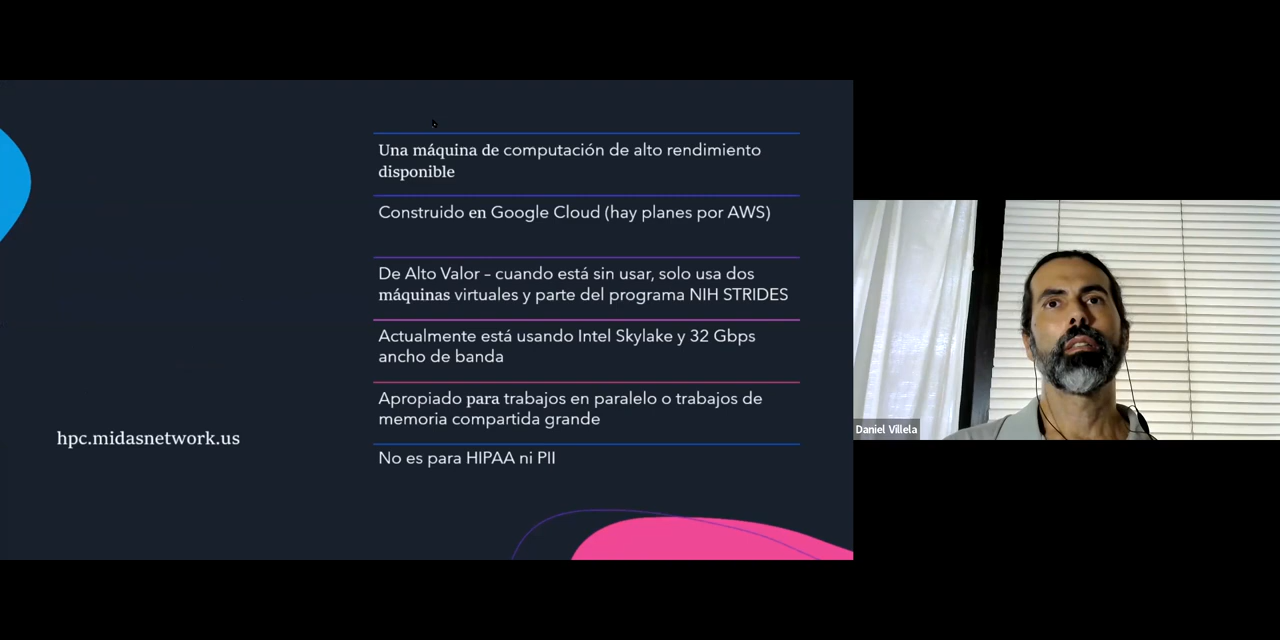 Una máquina de computación de alto rendimiento
disponible
Construido en Google Cloud (hay planes por AWS)
De Alto Valor – cuando está sin usar, solo usa dos
máquinas virtuales y parte del programa NIH STRIDES
Actualmente está usando Intel Skylake y 32 Gbps
ancho de banda
Apropiado para trabajos en paralelo o trabajos de
memoria compartida grande
No es para HIPAA ni PII
hpc.midasnetwork.us
Daniel Villela